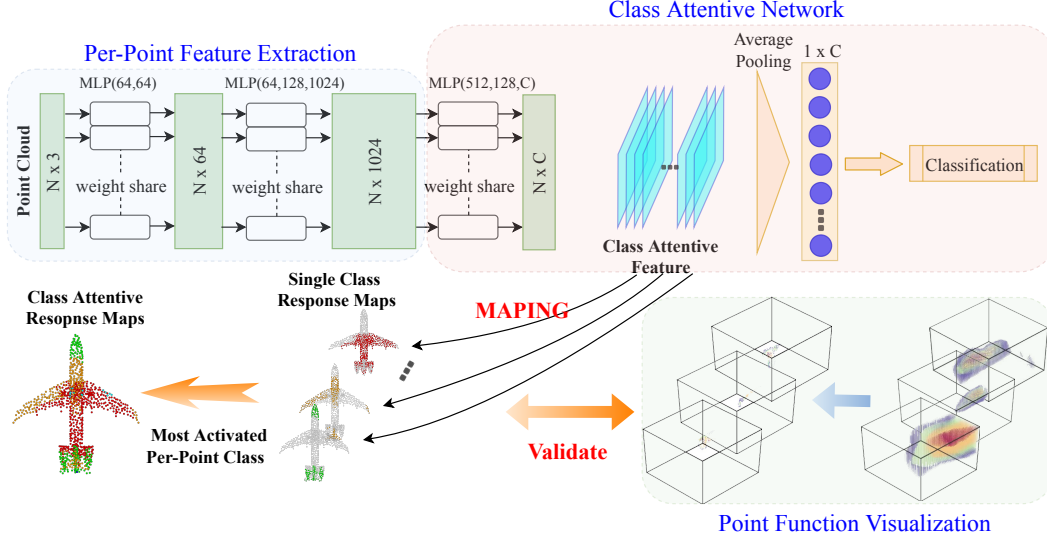 Class Attentive Network
Per-Point Feature Extraction
Average
Pooling
1 x C
MLP(64,64)
MLP(64,128,1024)
MLP(512,128,C)
Point Cloud
N x 3
weight share
N x 64
weight share
N x 1024
weight share
N x C
Classification
Class Attentive
Feature
Single Class
Response Maps
Class Attentive
Resopnse Maps
MAPING
Most Activated
Per-Point Class
Validate
Point Function Visualization